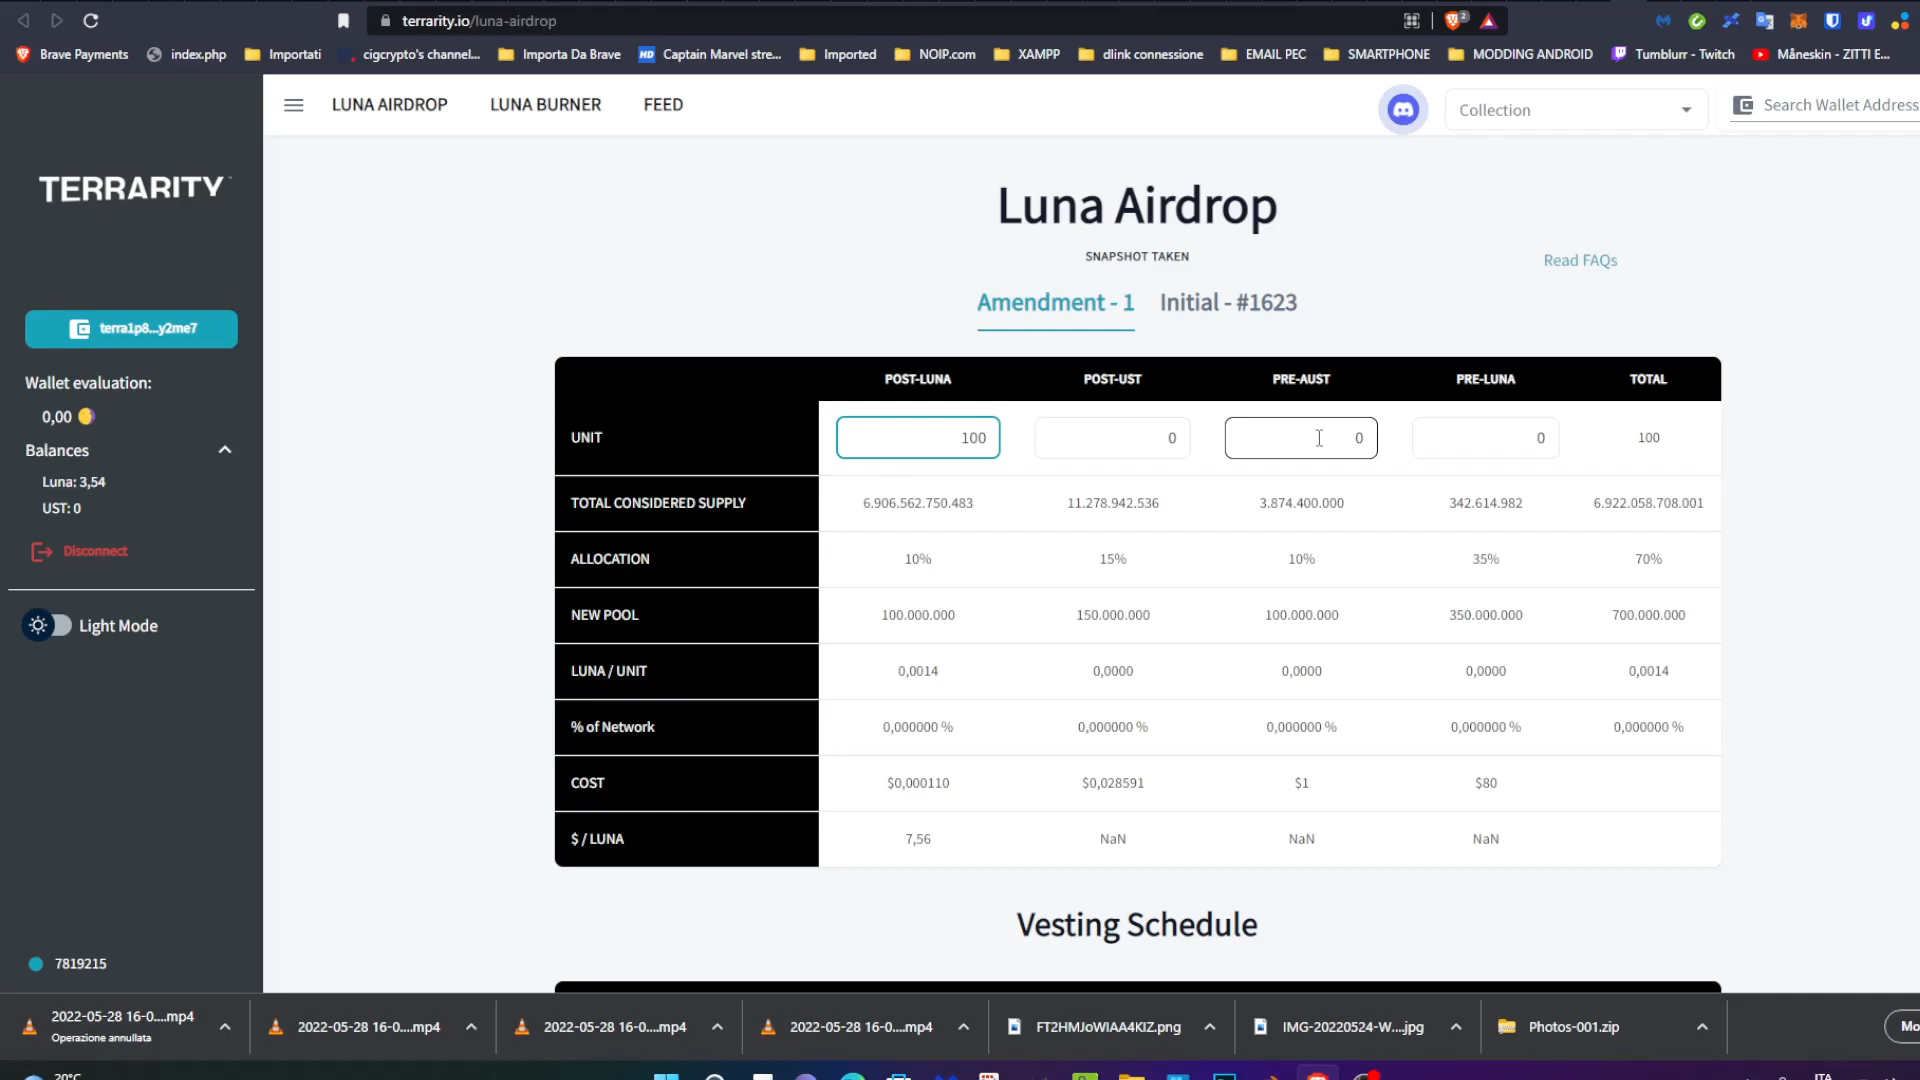 terrarity.io/luna-airdrop
2
Brave Payments
index.php
Importati
cigcrypto's channel...
Importa Da Brave
HD
Captain Marvel stre...
Imported
NOIP.com
XAMPP
dlink connessione
EMAIL PEC
SMARTPHONE
MODDING ANDROID
Tumblurr - Twitch
Måneskin - ZITTI E...
LUNA AIRDROP
LUNA BURNER
FEED
Collection
Search Wallet Address
TERRARITY
terra1p8...y2me7
Wallet evaluation:
0,00
Balances
Luna: 3,54
UST: 0
Disconnect
Light Mode
7819215
Luna Airdrop
SNAPSHOT TAKEN
Read FAQs
Amendment - 1 Initial - #1623
POST-LUNA POST-UST PRE-AUST PRE-LUNA TOTAL
UNIT 100 0 0 0 100
TOTAL CONSIDERED SUPPLY 6.906.562.750.483 11.278.942.536 3.874.400.000 342.614.982 6.922.058.708.001
ALLOCATION 10% 15% 10% 35% 70%
NEW POOL 100.000.000 150.000.000 100.000.000 350.000.000 700.000.000
LUNA / UNIT 0,0014 0,0000 0,0000 0,0000 0,0014
% of Network 0,000000 % 0,000000 % 0,000000 % 0,000000 % 0,000000 %
COST $0,000110 $0,028591 $1 $80
$ / LUNA 7,56 NaN NaN NaN
Vesting Schedule
2022-05-28 16-0....mp4
Operazione annullata
2022-05-28 16-0....mp4
2022-05-28 16-0....mp4
2022-05-28 16-0....mp4
FT2HMJoWIAA4KIZ.png
IMG-20220524-W....jpg
Photos-001.zip
Mo
20°C
ITA